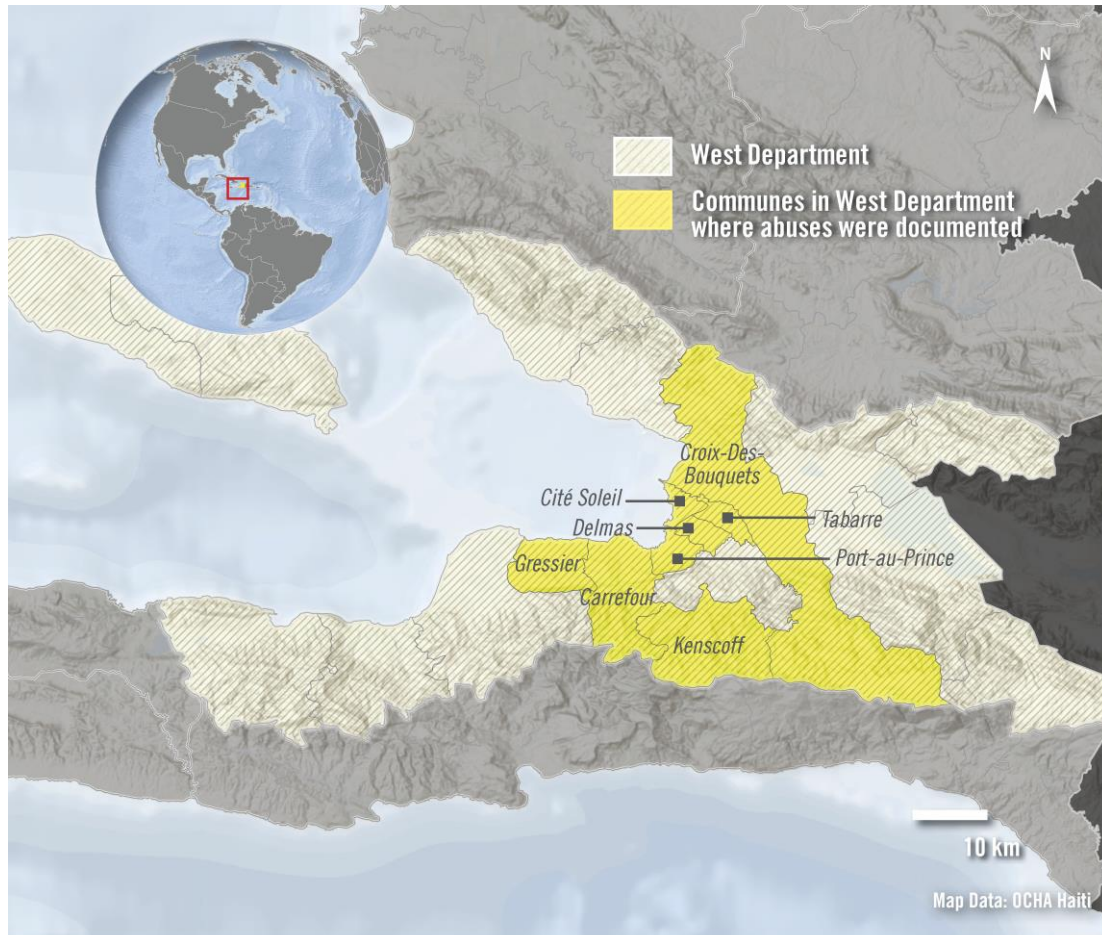 N
West Department
Communes in West Department
where abuses were documented
Croix-Des-
Bouquets
Cité Soleil
Tabarre
Delmas
Port-au-Prince
Gressier
Carrefour
Kenscoff
10 km
Map Data: OCHA Haiti